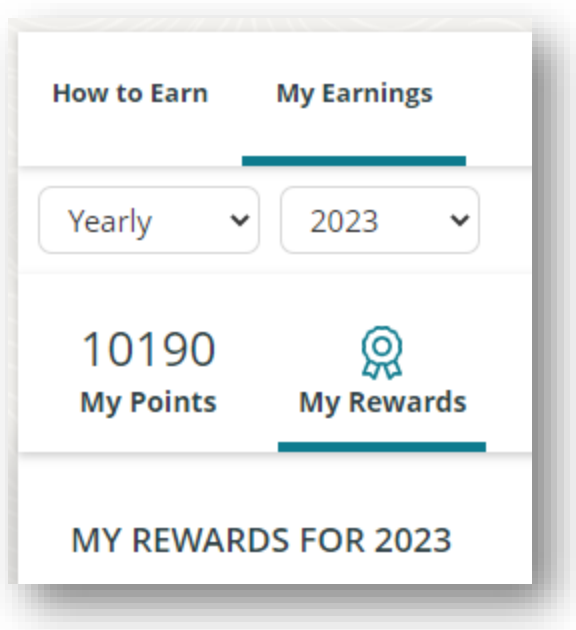 How to Earn My Earnings
Yearly 2023
10190
My Points My Rewards
MY REWARDS FOR 2023